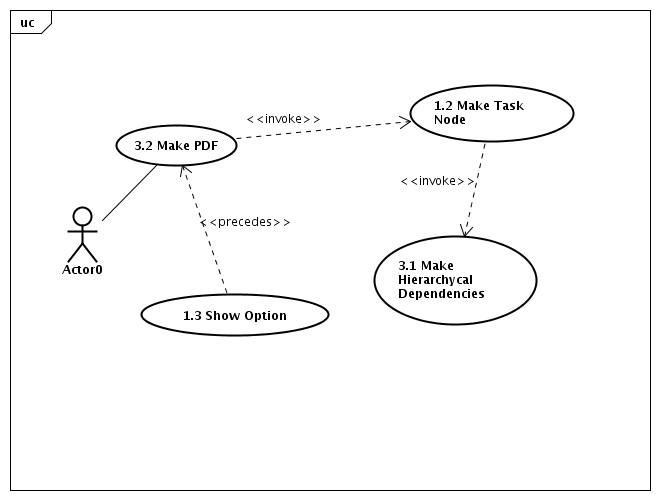 uc
<<invoke>>
1.2 Make Task
Node
3.2 Make PDF
<<invoke>>
<<precedes>>
Actor0
3.1 Make
Hierarchycal
Dependencies
1.3 Show Option